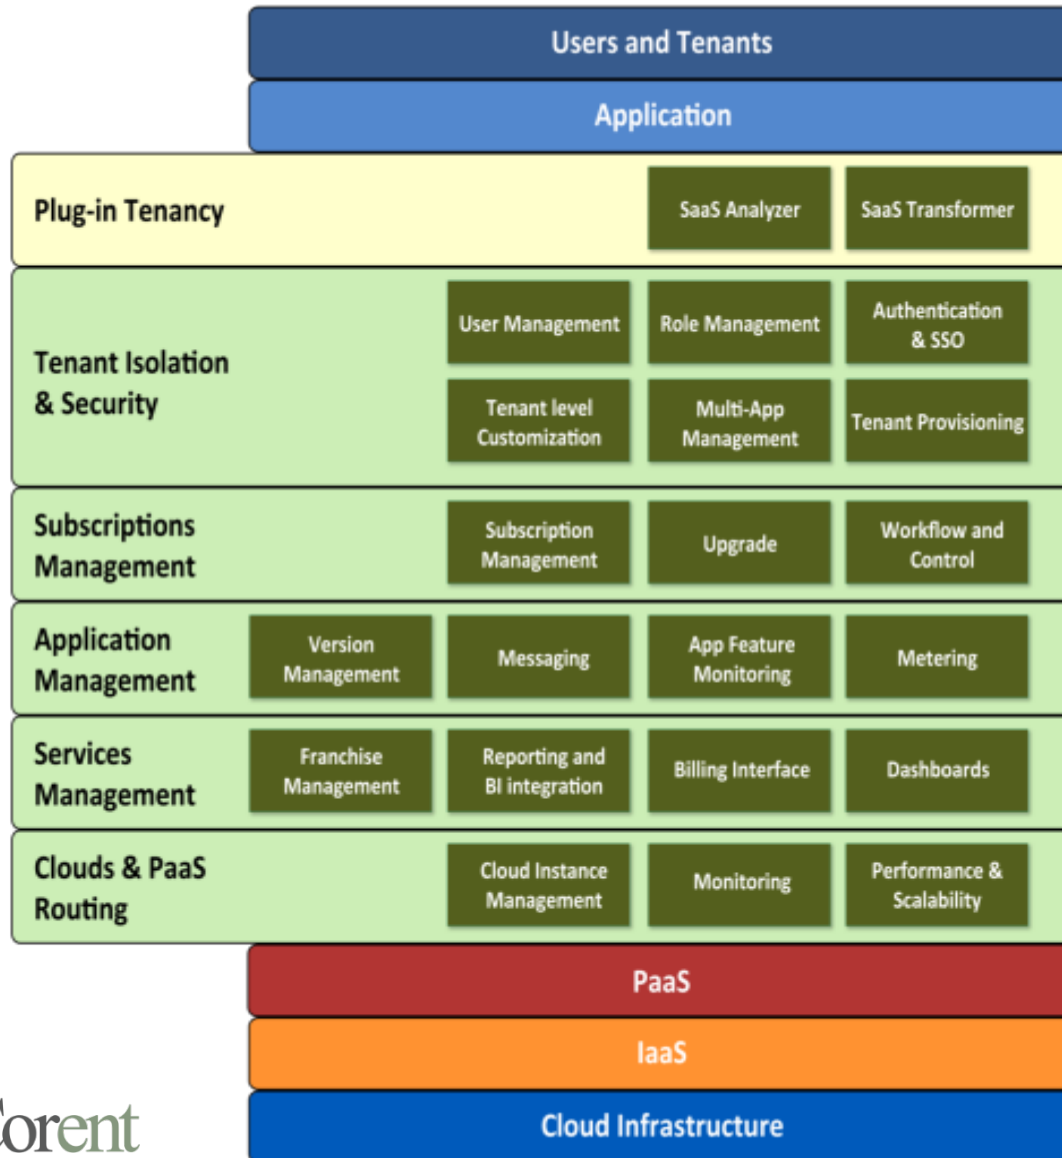 Users and Tenants
Application
Plug-in Tenancy
SaaS Analyzer
SaaS Transformer
Tenant Isolation
& Security
User Management
Role Management
Authentication
& SSO
Tenant level
Customization
Multi-App
Management
Tenant Provisioning
Subscriptions
Management
Subscription
Management
Upgrade
Workflow and
Control
Application
Management
Version
Management
Messaging
App Feature
Monitoring
Metering
Services
Management
Franchise
Management
Reporting and
BI integration
Billing Interface
Dashboards
Clouds & PaaS
Routing
Cloud Instance
Management
Monitoring
Performance &
Scalability
PaaS
IaaS
Cloud Infrastructure
Corent